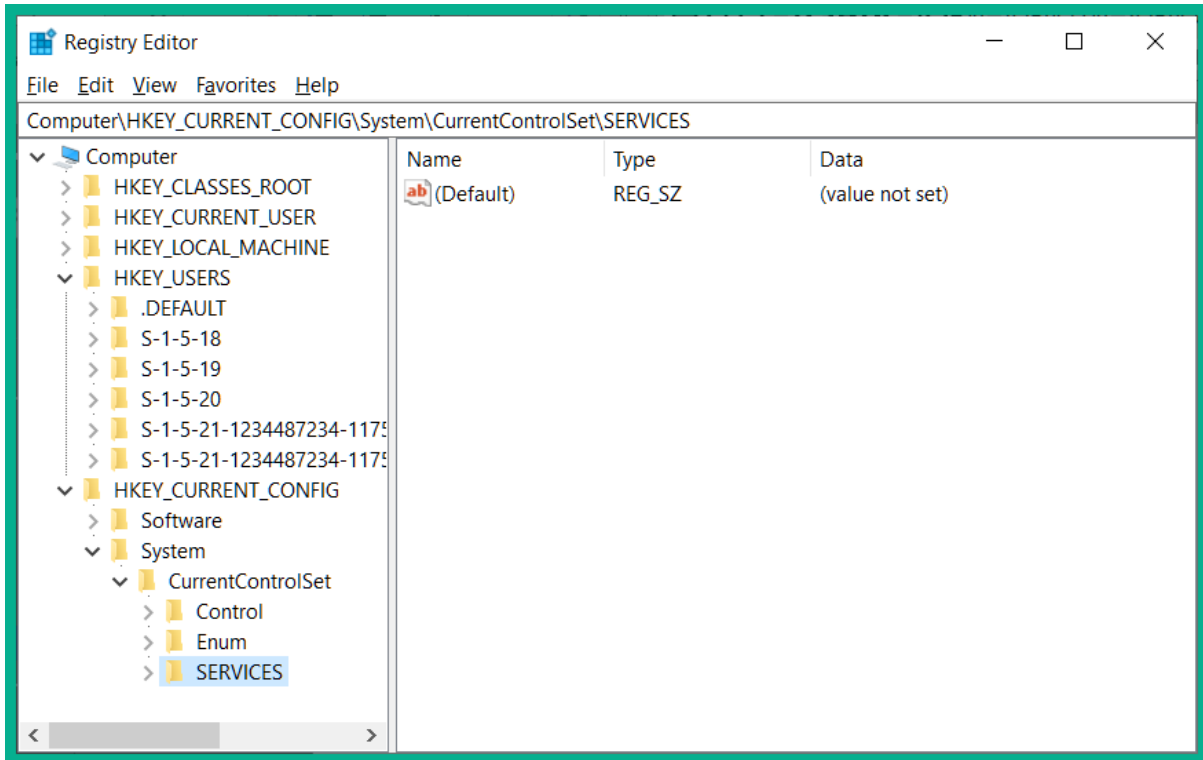 Registry Editor
File Edit View Favorites Help
Computer\HKEY_CURRENT_CONFIG\System\CurrentControlSet\SERVICES
Computer
HKEY_CLASSES_ROOT
HKEY_CURRENT_USER
HKEY_LOCAL_MACHINE
HKEY_USERS
.DEFAULT
S-1-5-18
S-1-5-19
S-1-5-20
S-1-5-21-1234487234-1175
S-1-5-21-1234487234-1175
HKEY_CURRENT_CONFIG
Software
System
CurrentControlSet
Control
Enum
SERVICES
Name Type Data
ab (Default) REG_SZ (value not set)